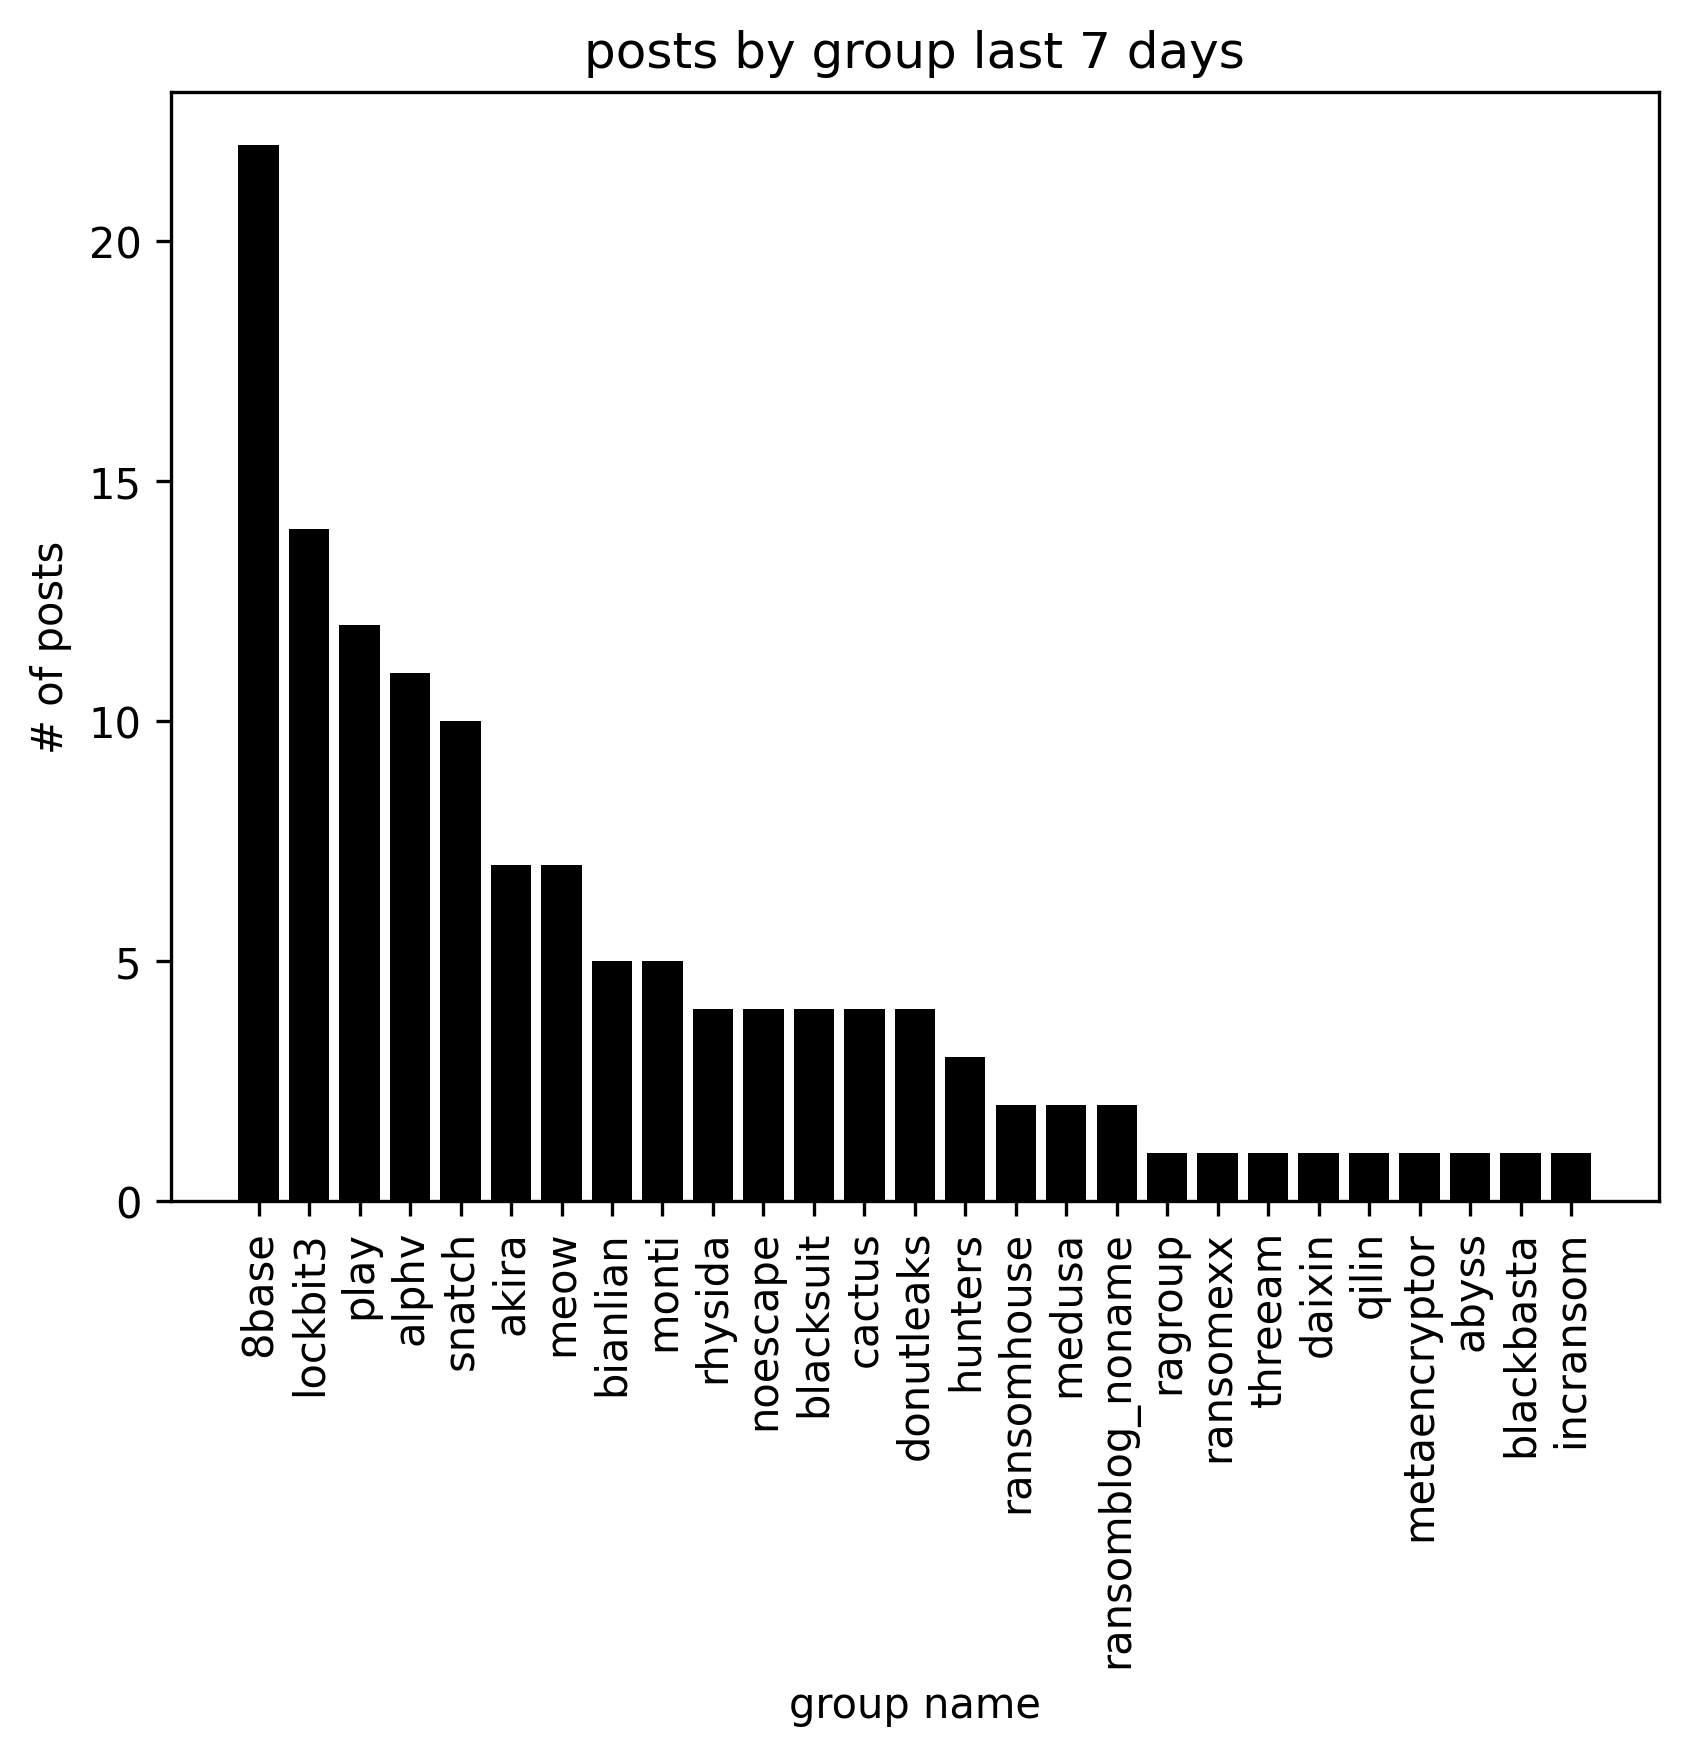 posts by group last 7 days
# of posts
20
15
10
5
0
8base
lockbit3
play
alphv
snatch
akira
meow
bianlian
monti
rhysida
noescape
blacksuit
cactus
donutleaks
hunters
ransomhouse
medusa
ransomblog_noname
ragroup
ransomexx
threeam
daixin
qilin
metaencryptor
abyss
blackbasta
incransom
group name